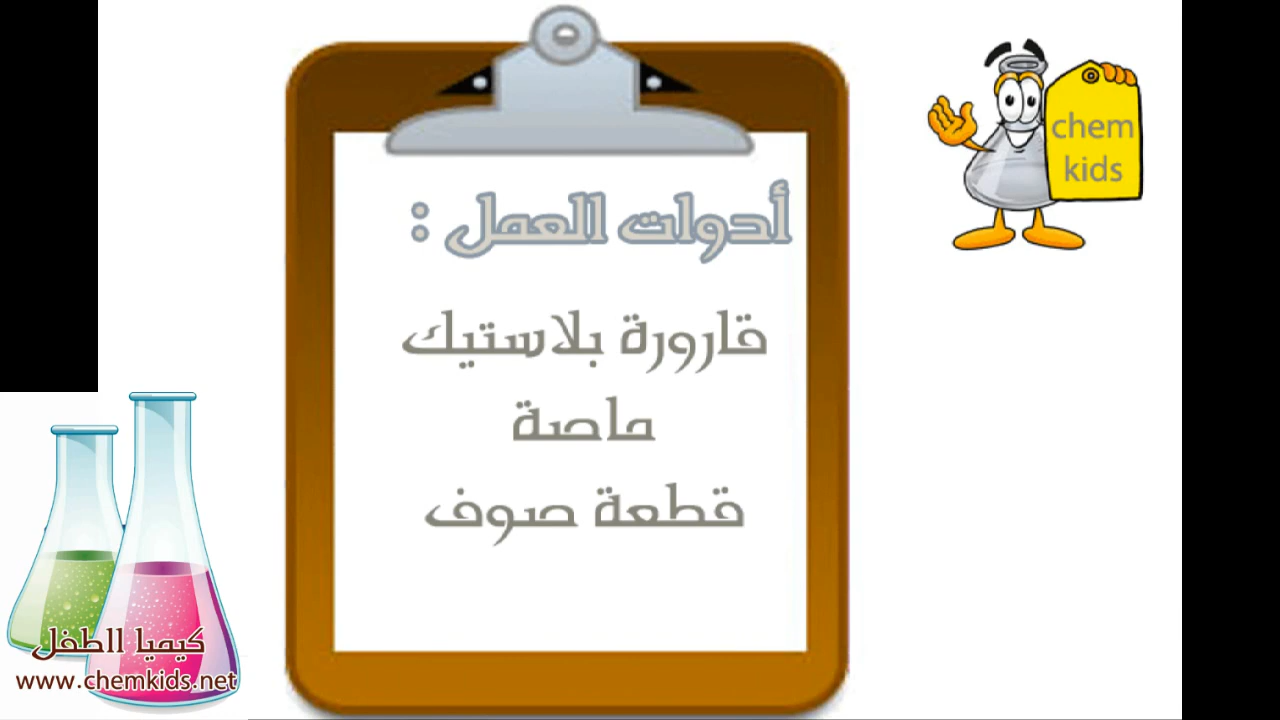 chem
kids
أدوات العمل :
قارورة بلاستيك
ماصة
قطعة صوف
كيميا الطفل
www.chemkids.net